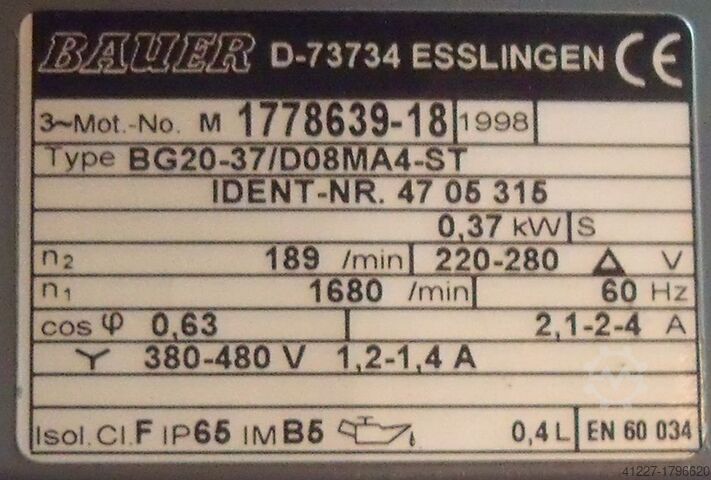 BAUER D-73734 ESSLINGEN CE
3~Mot.-No. M 1778639-18 1998
Type BG20-37/D08MA4-ST
IDENT-NR. 47 05 315
0,37 kW S
n2 189 /min 220-280 Δ V
n1 1680 /min 60 Hz
cos φ 0,63 2,1-2-4 A
Y 380-480 V 1,2-1,4 A
Isol.Cl. F IP 65 IM B5 0,4 L EN 60 034
41227-1796620